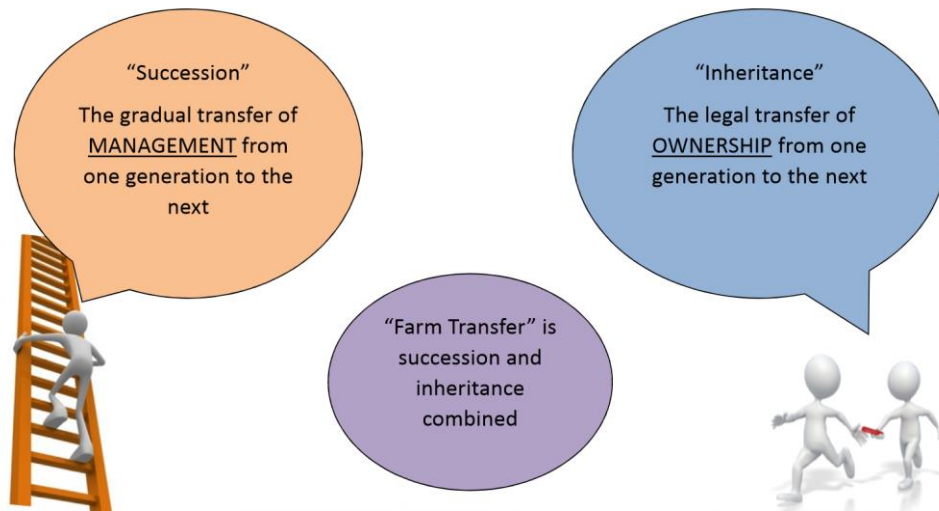 “Succession”
The gradual transfer of
MANAGEMENT from
one generation to the
next
“Inheritance”
The legal transfer of
OWNERSHIP from one
generation to the next
“Farm Transfer” is
succession and
inheritance
combined